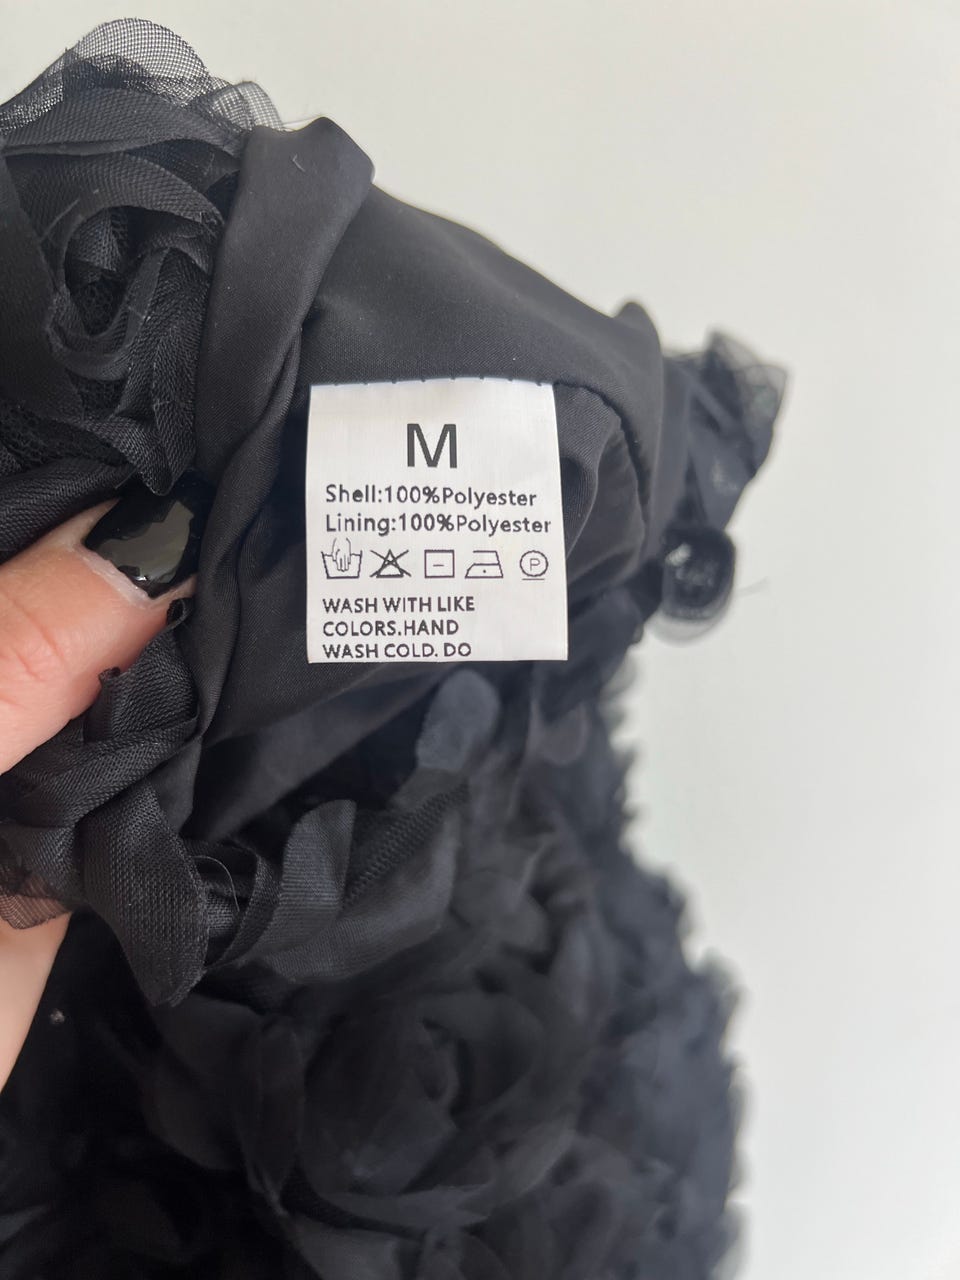 M
Shell:100%Polyester
Lining:100%Polyester
P
WASH WITH LIKE
COLORS.HAND
WASH COLD. DO